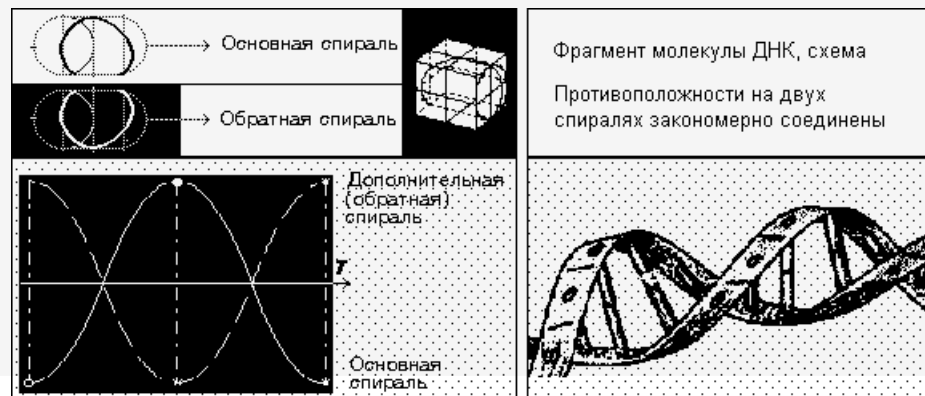 Основная спираль
Обратная спираль
Дополнительная
(обратная)
спираль
T
Основная
спираль
Фрагмент молекулы ДНК, схема
Противоположности на двух
спиралях закономерно соединены